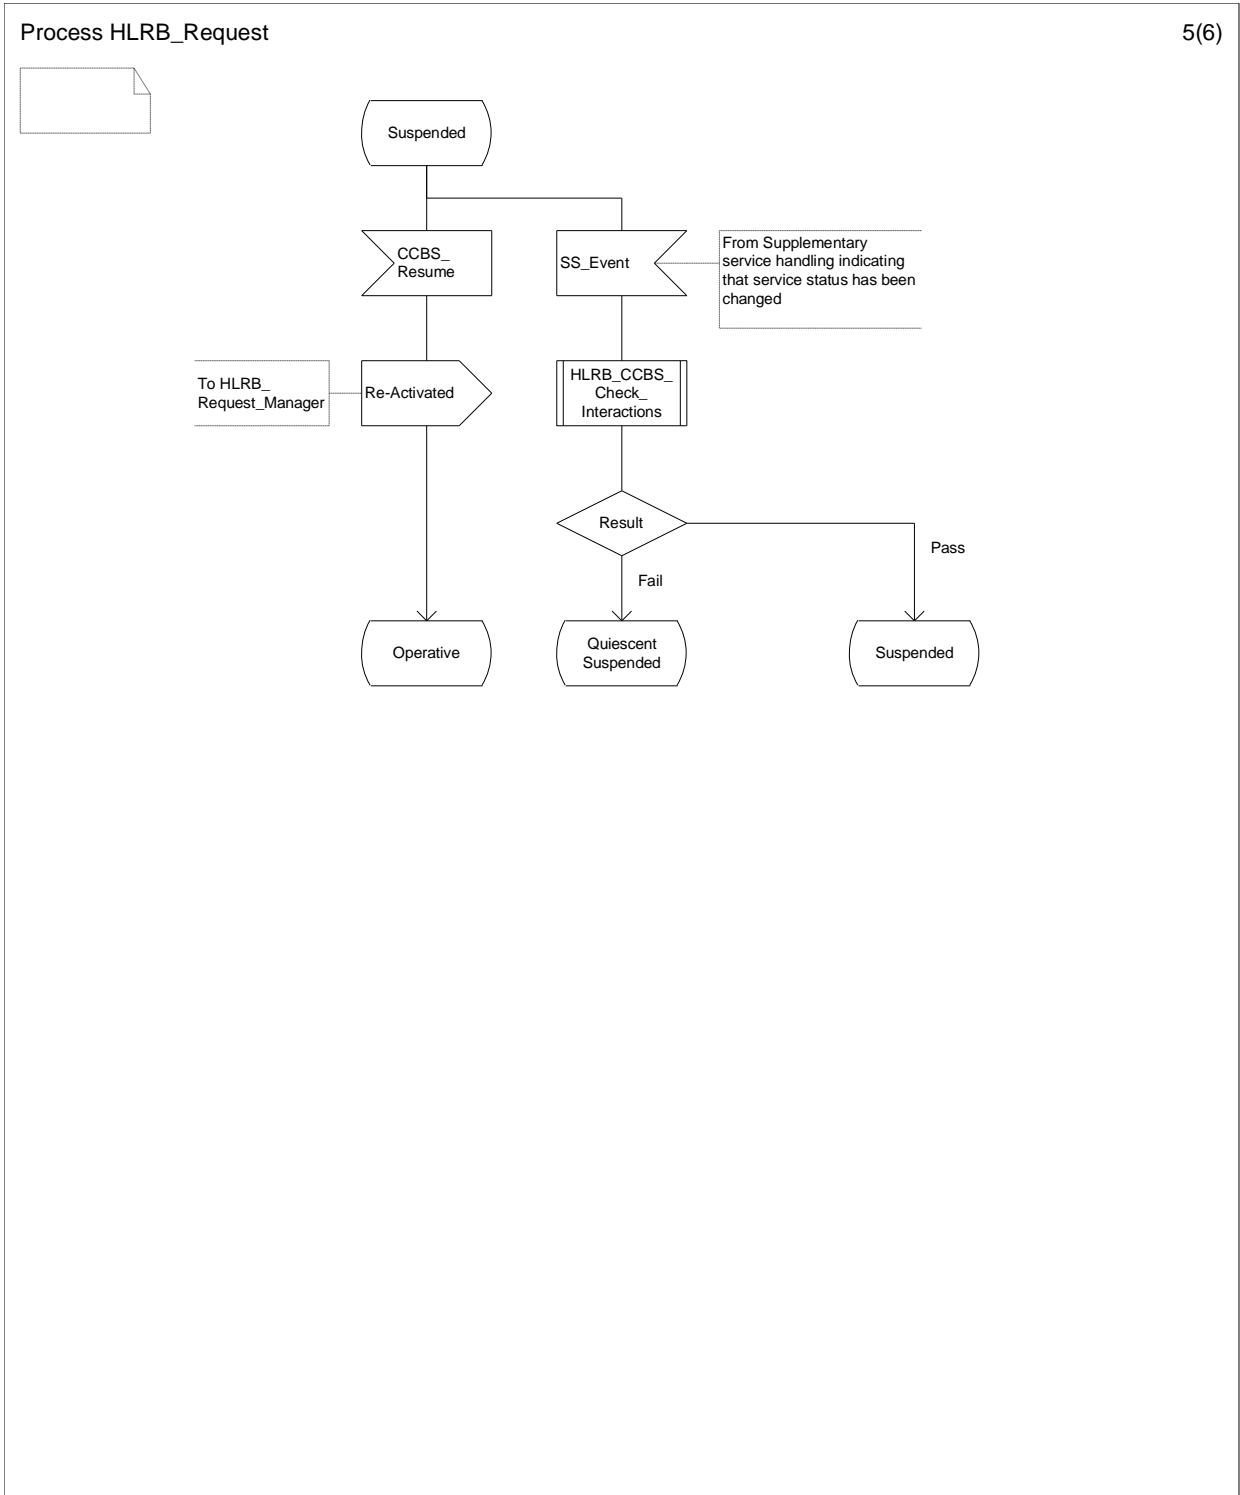 Process HLRB_Request
5(6)
Suspended
CCBS_
Resume
SS_Event
From Supplementary
service handling indicating
that service status has been
changed
To HLRB_
Request_Manager
Re-Activated
HLRB_CCBS_
Check_
Interactions
Result
Pass
Fail
Operative
Quiescent
Suspended
Suspended